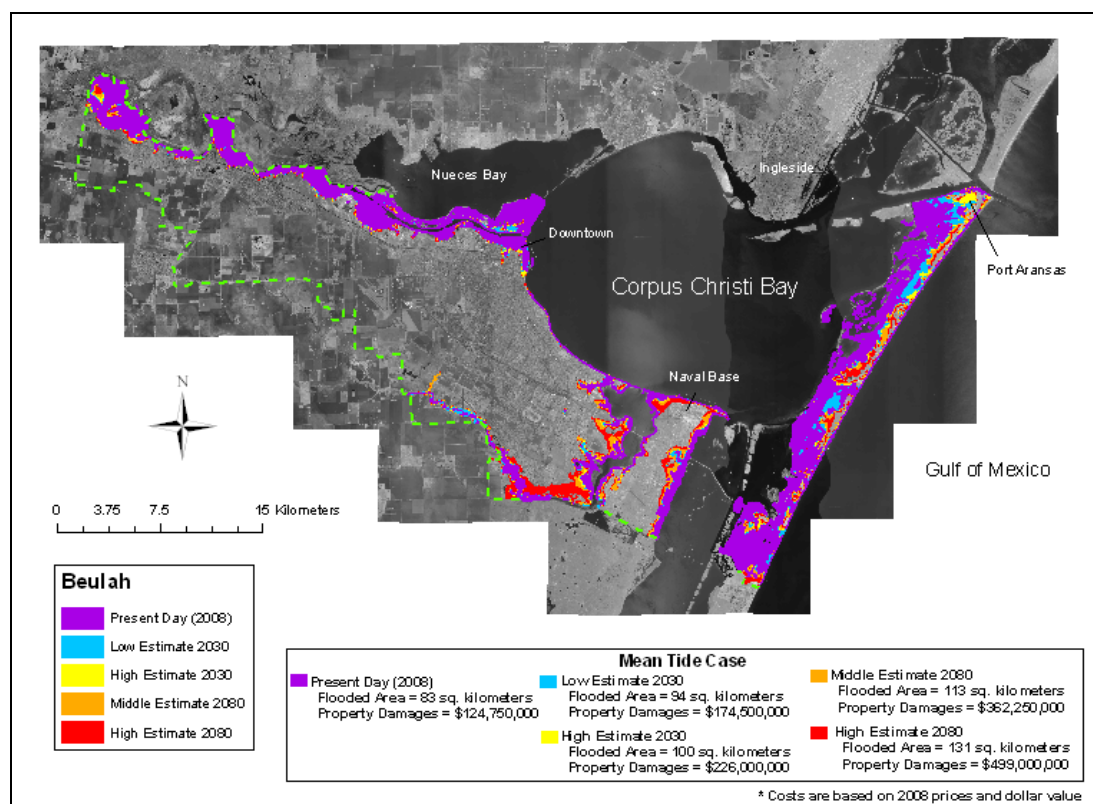 Nueces Bay
Ingleside
Downtown
Port Aransas
Corpus Christi Bay
Naval Base
N
Gulf of Mexico
0 3.75 7.5 15 Kilometers
Beulah
Present Day (2008)
Low Estimate 2030
High Estimate 2030
Middle Estimate 2080
High Estimate 2080
Mean Tide Case
Present Day (2008)
Flooded Area = 83 sq. kilometers
Property Damages = $124,750,000
Low Estimate 2030
Flooded Area = 94 sq. kilometers
Property Damages = $174,500,000
High Estimate 2030
Flooded Area = 100 sq. kilometers
Property Damages = $226,000,000
Middle Estimate 2080
Flooded Area = 113 sq. kilometers
Property Damages = $362,250,000
High Estimate 2080
Flooded Area = 131 sq. kilometers
Property Damages = $499,000,000
* Costs are based on 2008 prices and dollar value